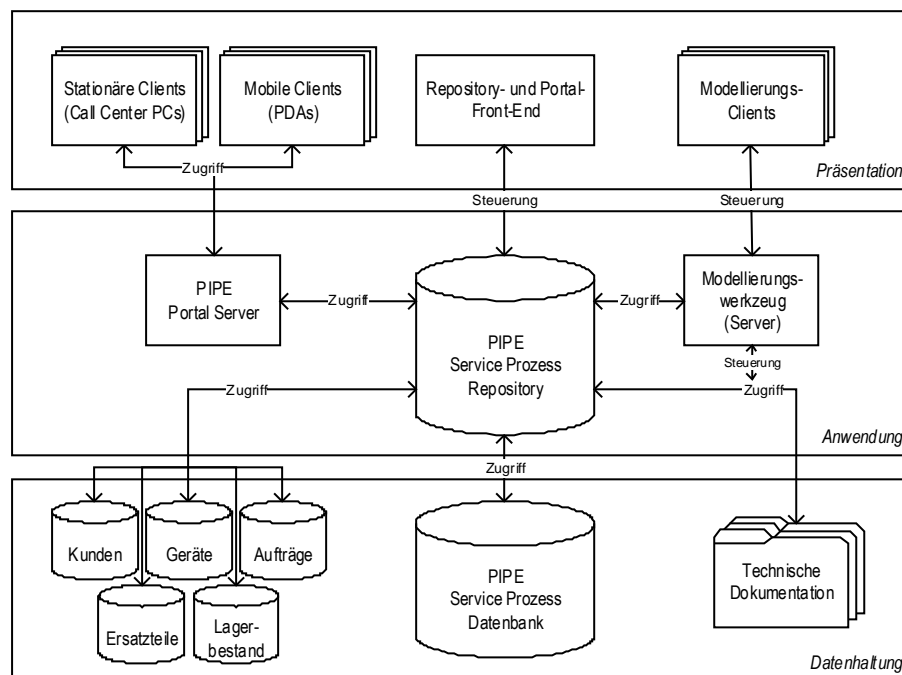 Stationäre Clients
(Call Center PCs)
Mobile Clients
(PDAs)
Repository- und Portal-
Front-End
Modellierungs-
Clients
Zugriff
Präsentation
Steuerung
Steuerung
PIPE
Portal Server
Zugriff
PIPE
Service Prozess
Repository
Zugriff
Modellierungs-
werkzeug
(Server)
Steuerung
Zugriff
Zugriff
Anwendung
Zugriff
Kunden
Geräte
Aufträge
Ersatzteile
Lager-
bestand
PIPE
Service Prozess
Datenbank
Technische
Dokumentation
Datenhaltung